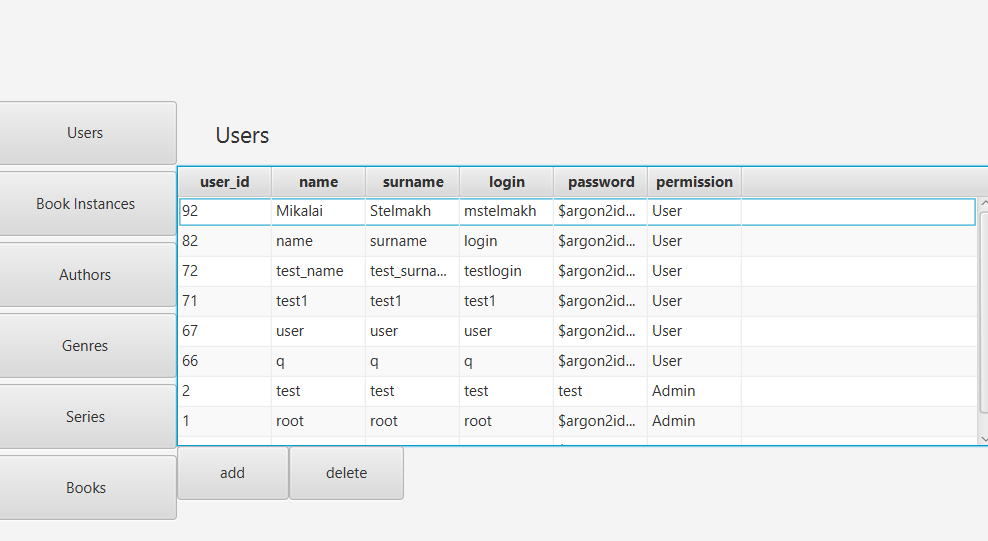 Users
Book Instances
Authors
Genres
Series
Books
Users
user_id name surname login password permission
92 Mikalai Stelmakh mstelmakh $argon2id... User
82 name surname login $argon2id... User
72 test_name test_surna... testlogin $argon2id... User
71 test1 test1 test1 $argon2id... User
67 user user user $argon2id... User
66 q q q $argon2id... User
2 test test test test Admin
1 root root root $argon2id... Admin
add delete